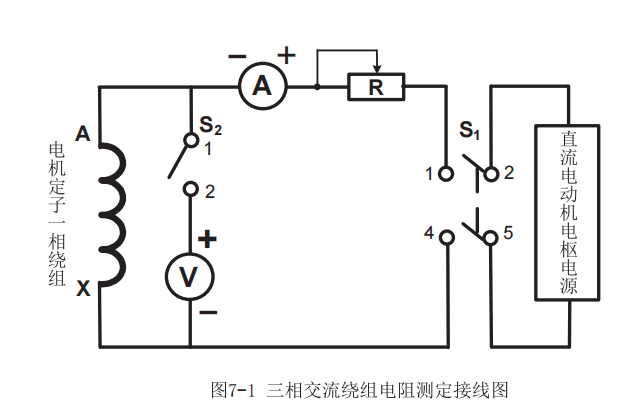 − A + R
S₂ S₁
A 1 1 2
电机定子一相绕组
2 4 5
直流电动机电枢电源
+
V
X −
图7-1 三相交流绕组电阻测定接线图